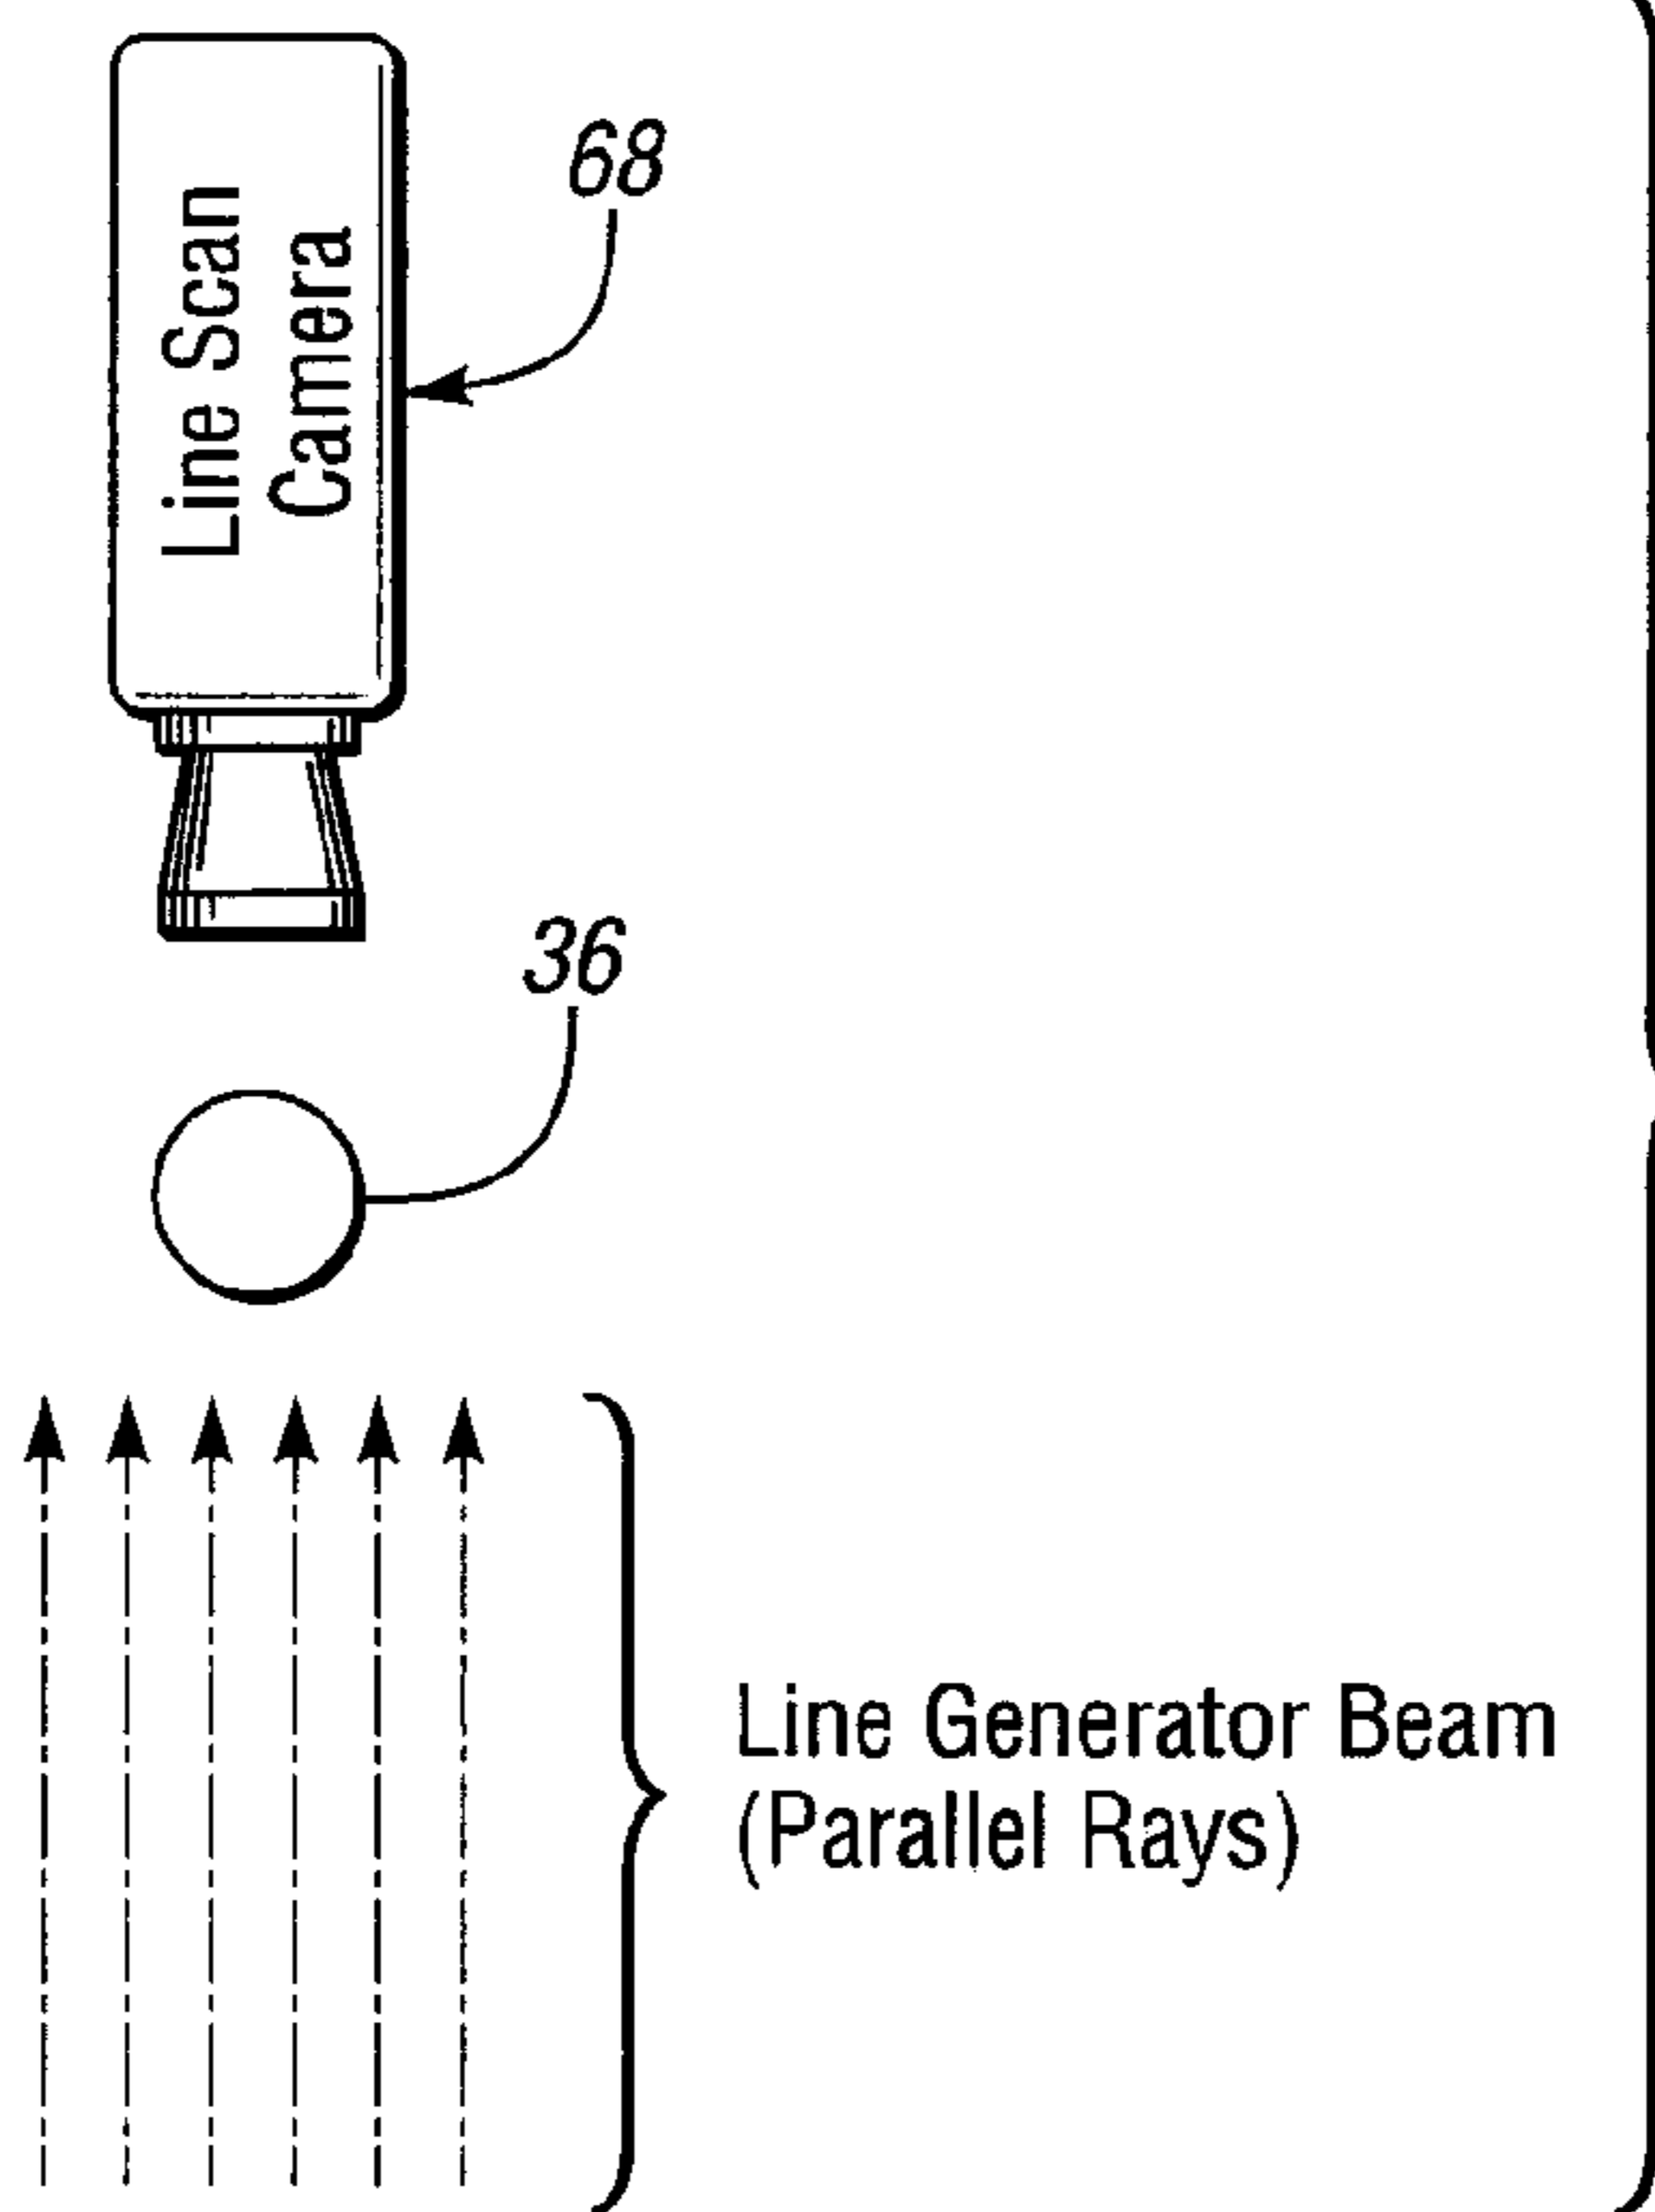 Line Scan
Camera
68
36
Line Generator Beam
(Parallel Rays)